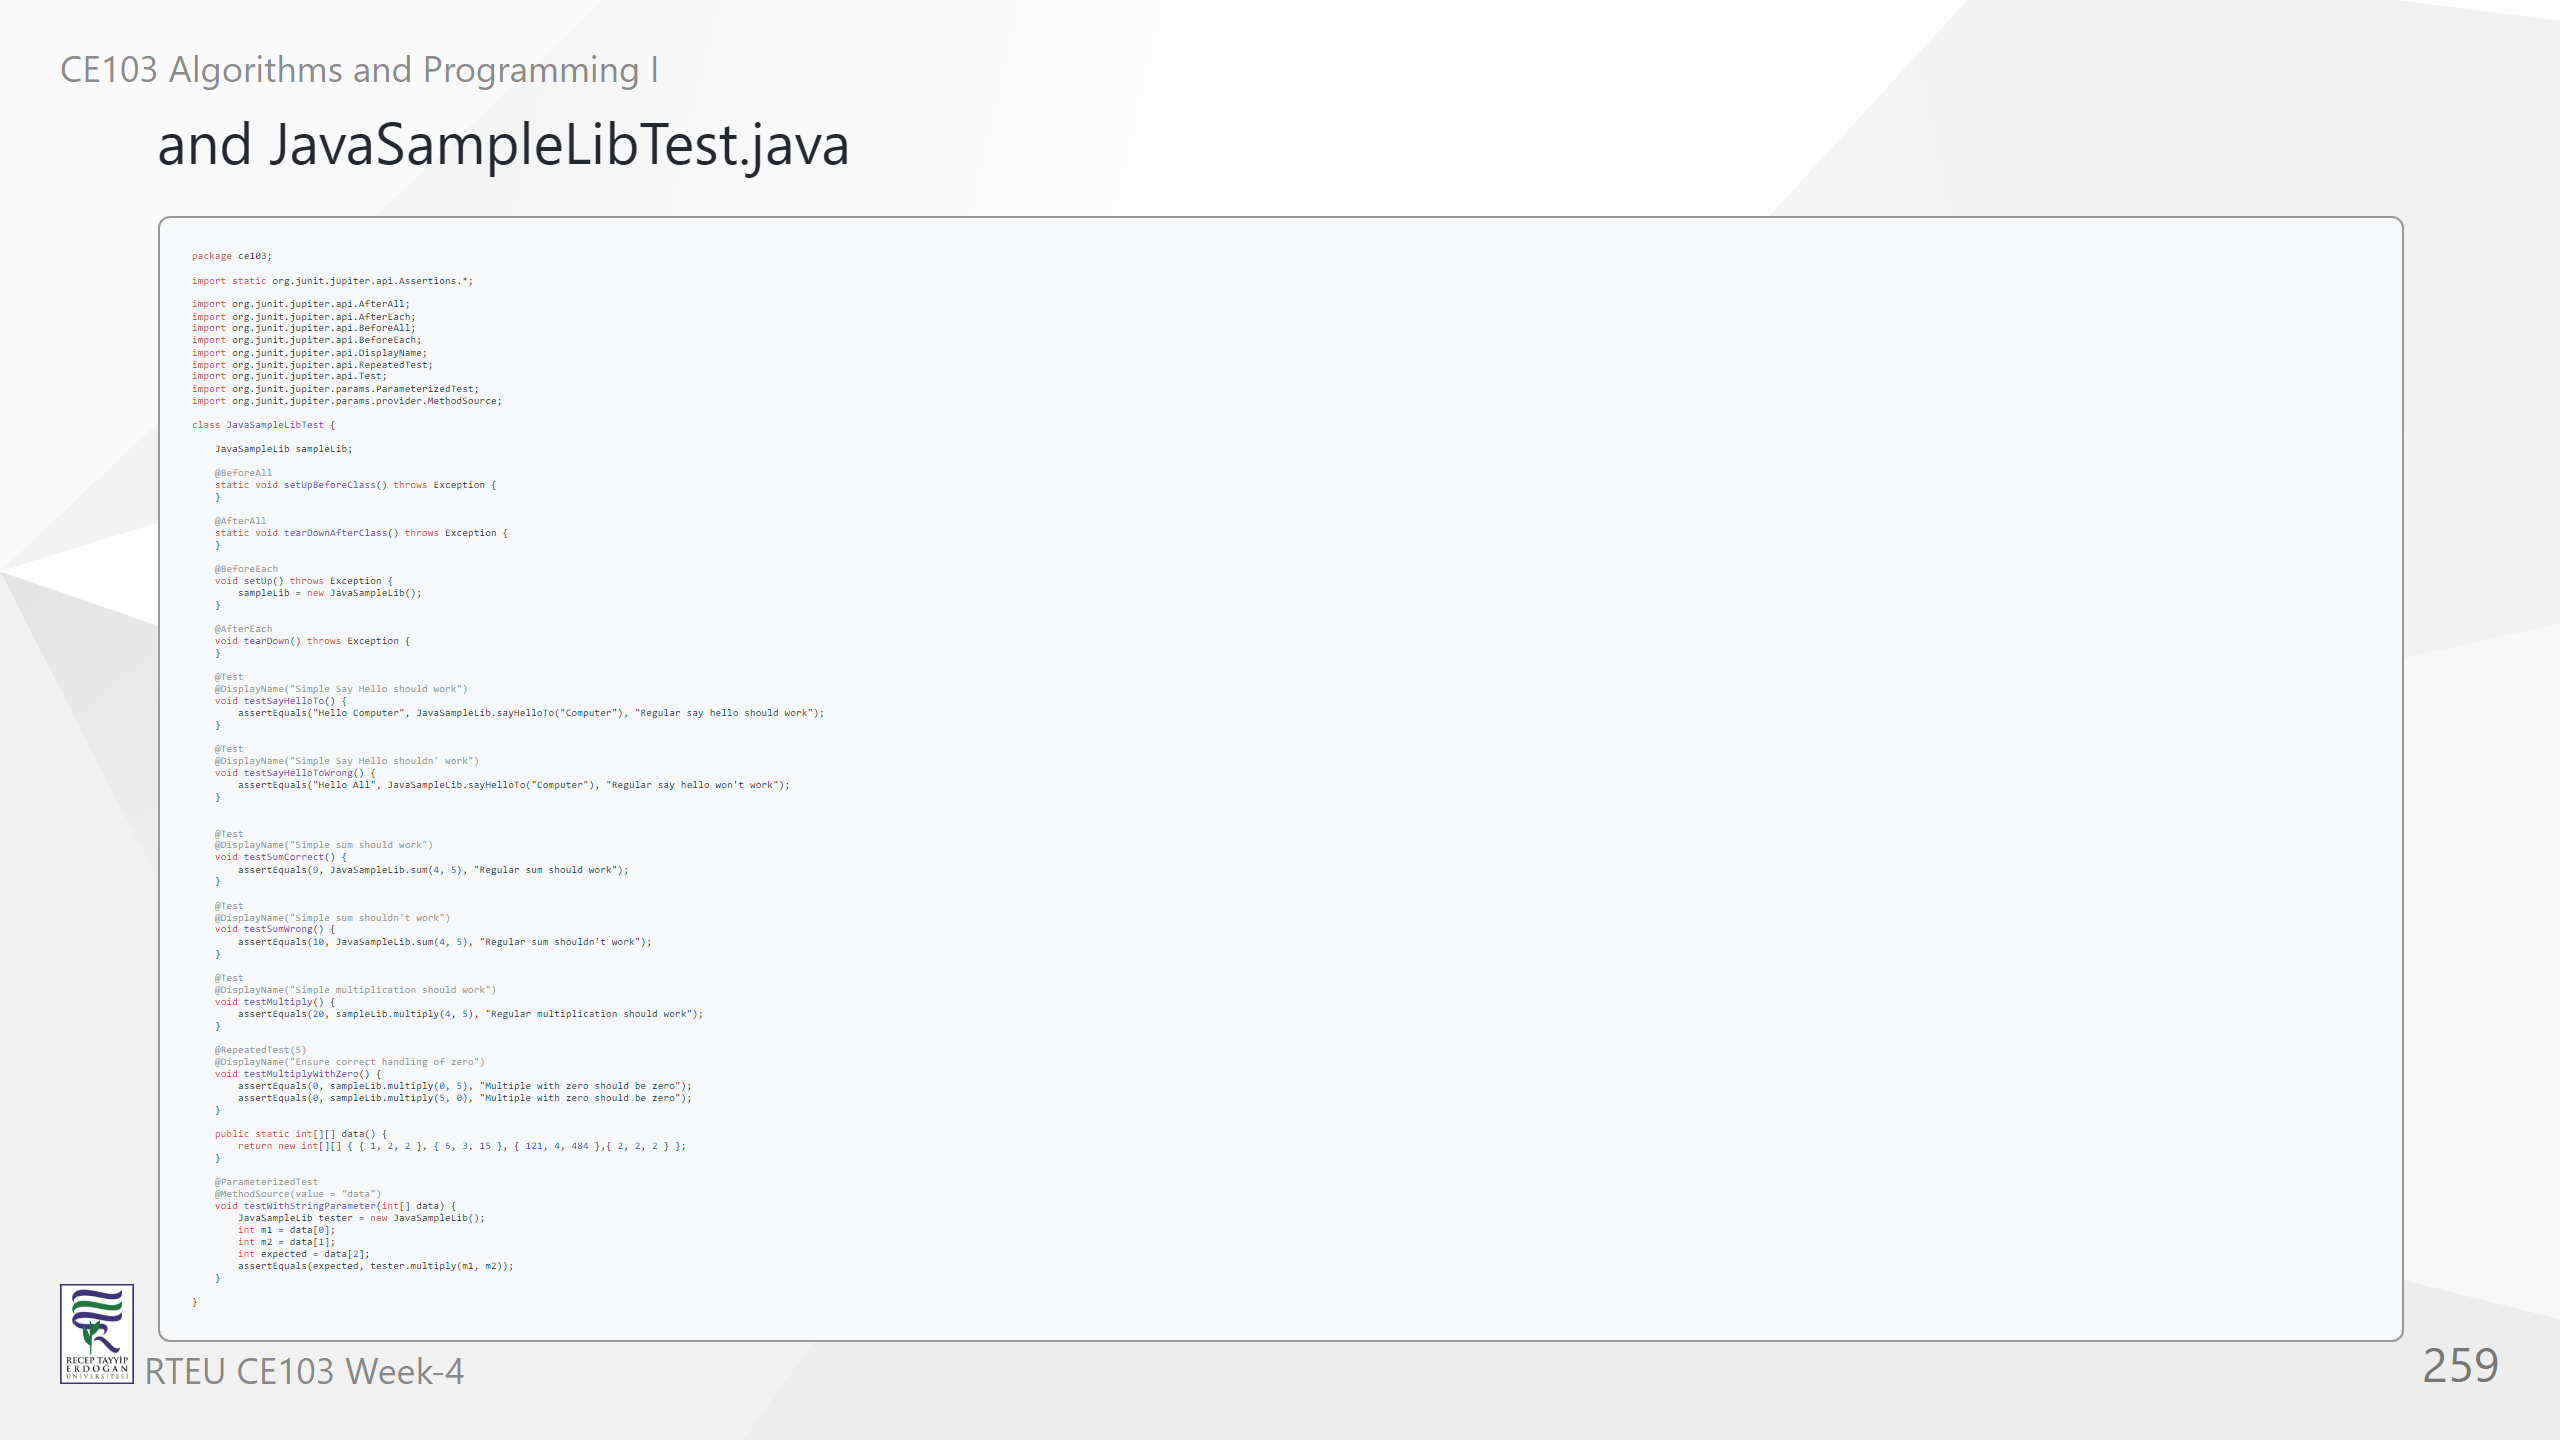 CE103 Algorithms and Programming I
and JavaSampleLibTest.java
package ce103;
import static org.junit.jupiter.api.Assertions.*;
import org.junit.jupiter.api.AfterAll;
import org.junit.jupiter.api.AfterEach;
import org.junit.jupiter.api.BeforeAll;
import org.junit.jupiter.api.BeforeEach;
import org.junit.jupiter.api.DisplayName;
import org.junit.jupiter.api.RepeatedTest;
import org.junit.jupiter.api.Test;
import org.junit.jupiter.params.ParameterizedTest;
import org.junit.jupiter.params.provider.MethodSource;
class JavaSampleLibTest {
JavaSampleLib sampleLib;
@BeforeAll
static void setUpBeforeClass() throws Exception {
}
@AfterAll
static void tearDownAfterClass() throws Exception {
}
@BeforeEach
void setUp() throws Exception {
sampleLib = new JavaSampleLib();
}
@AfterEach
void tearDown() throws Exception {
}
@Test
@DisplayName("Simple Say Hello should work")
void testSayHelloTo() {
assertEquals("Hello Computer", JavaSampleLib.sayHelloTo("Computer"), "Regular say hello should work");
}
@Test
@DisplayName("Simple Say Hello shouldn' work")
void testSayHelloToWrong() {
assertEquals("Hello All", JavaSampleLib.sayHelloTo("Computer"), "Regular say hello won't work");
}
@Test
@DisplayName("Simple sum should work")
void testSumCorrect() {
assertEquals(9, JavaSampleLib.sum(4, 5), "Regular sum should work");
}
@Test
@DisplayName("Simple sum shouldn't work")
void testSumWrong() {
assertEquals(10, JavaSampleLib.sum(4, 5), "Regular sum shouldn't work");
}
@Test
@DisplayName("Simple multiplication should work")
void testMultiply() {
assertEquals(20, sampleLib.multiply(4, 5), "Regular multiplication should work");
}
@RepeatedTest(5)
@DisplayName("Ensure correct handling of zero")
void testMultiplyWithZero() {
assertEquals(0, sampleLib.multiply(0, 5), "Multiple with zero should be zero");
assertEquals(0, sampleLib.multiply(5, 0), "Multiple with zero should be zero");
}
public static int[][] data() {
return new int[][] { { 1, 2, 2 }, { 5, 3, 15 }, { 121, 4, 484 },{ 2, 2, 2 } };
}
@ParameterizedTest
@MethodSource(value = "data")
void testWithStringParameter(int[] data) {
JavaSampleLib tester = new JavaSampleLib();
int m1 = data[0];
int m2 = data[1];
int expected = data[2];
assertEquals(expected, tester.multiply(m1, m2));
}
}
RECEP TAYYİP
ERDOĞAN
ÜNİVERSİTESİ
RTEU CE103 Week-4
259